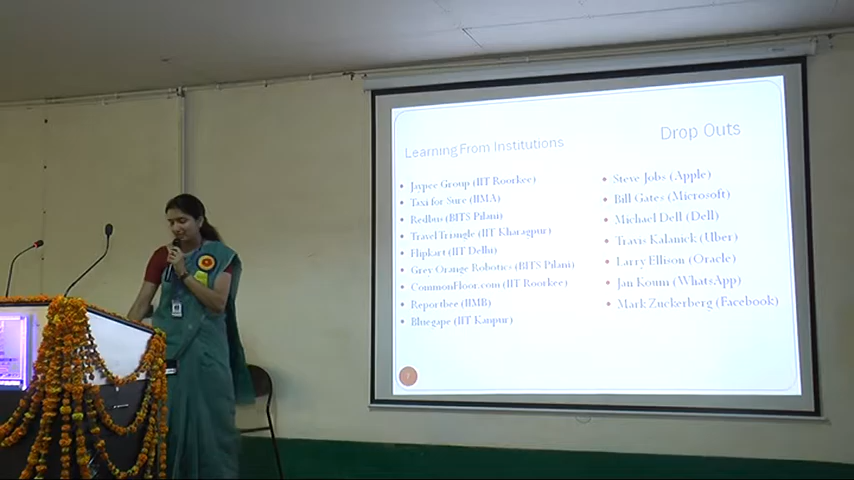 Learning From Institutions
• Jaypee Group (IIT Roorkee)
• Taxi for Sure (IIMA)
• Redbus (BITS Pilani)
• Travel Triangle (IIT Kharagpur)
• Flipkart (IIT Delhi)
• Grey Orange Robotics (BITS Pilani)
• CommonFloor.com (IIT Roorkee)
• Reportbee (IIMB)
• Bluegape (IIT Kanpur)
Drop Outs
• Steve Jobs (Apple)
• Bill Gates (Microsoft)
• Michael Dell (Dell)
• Travis Kalanick (Uber)
• Larry Ellison (Oracle)
• Jan Koum (WhatsApp)
• Mark Zuckerberg (Facebook)